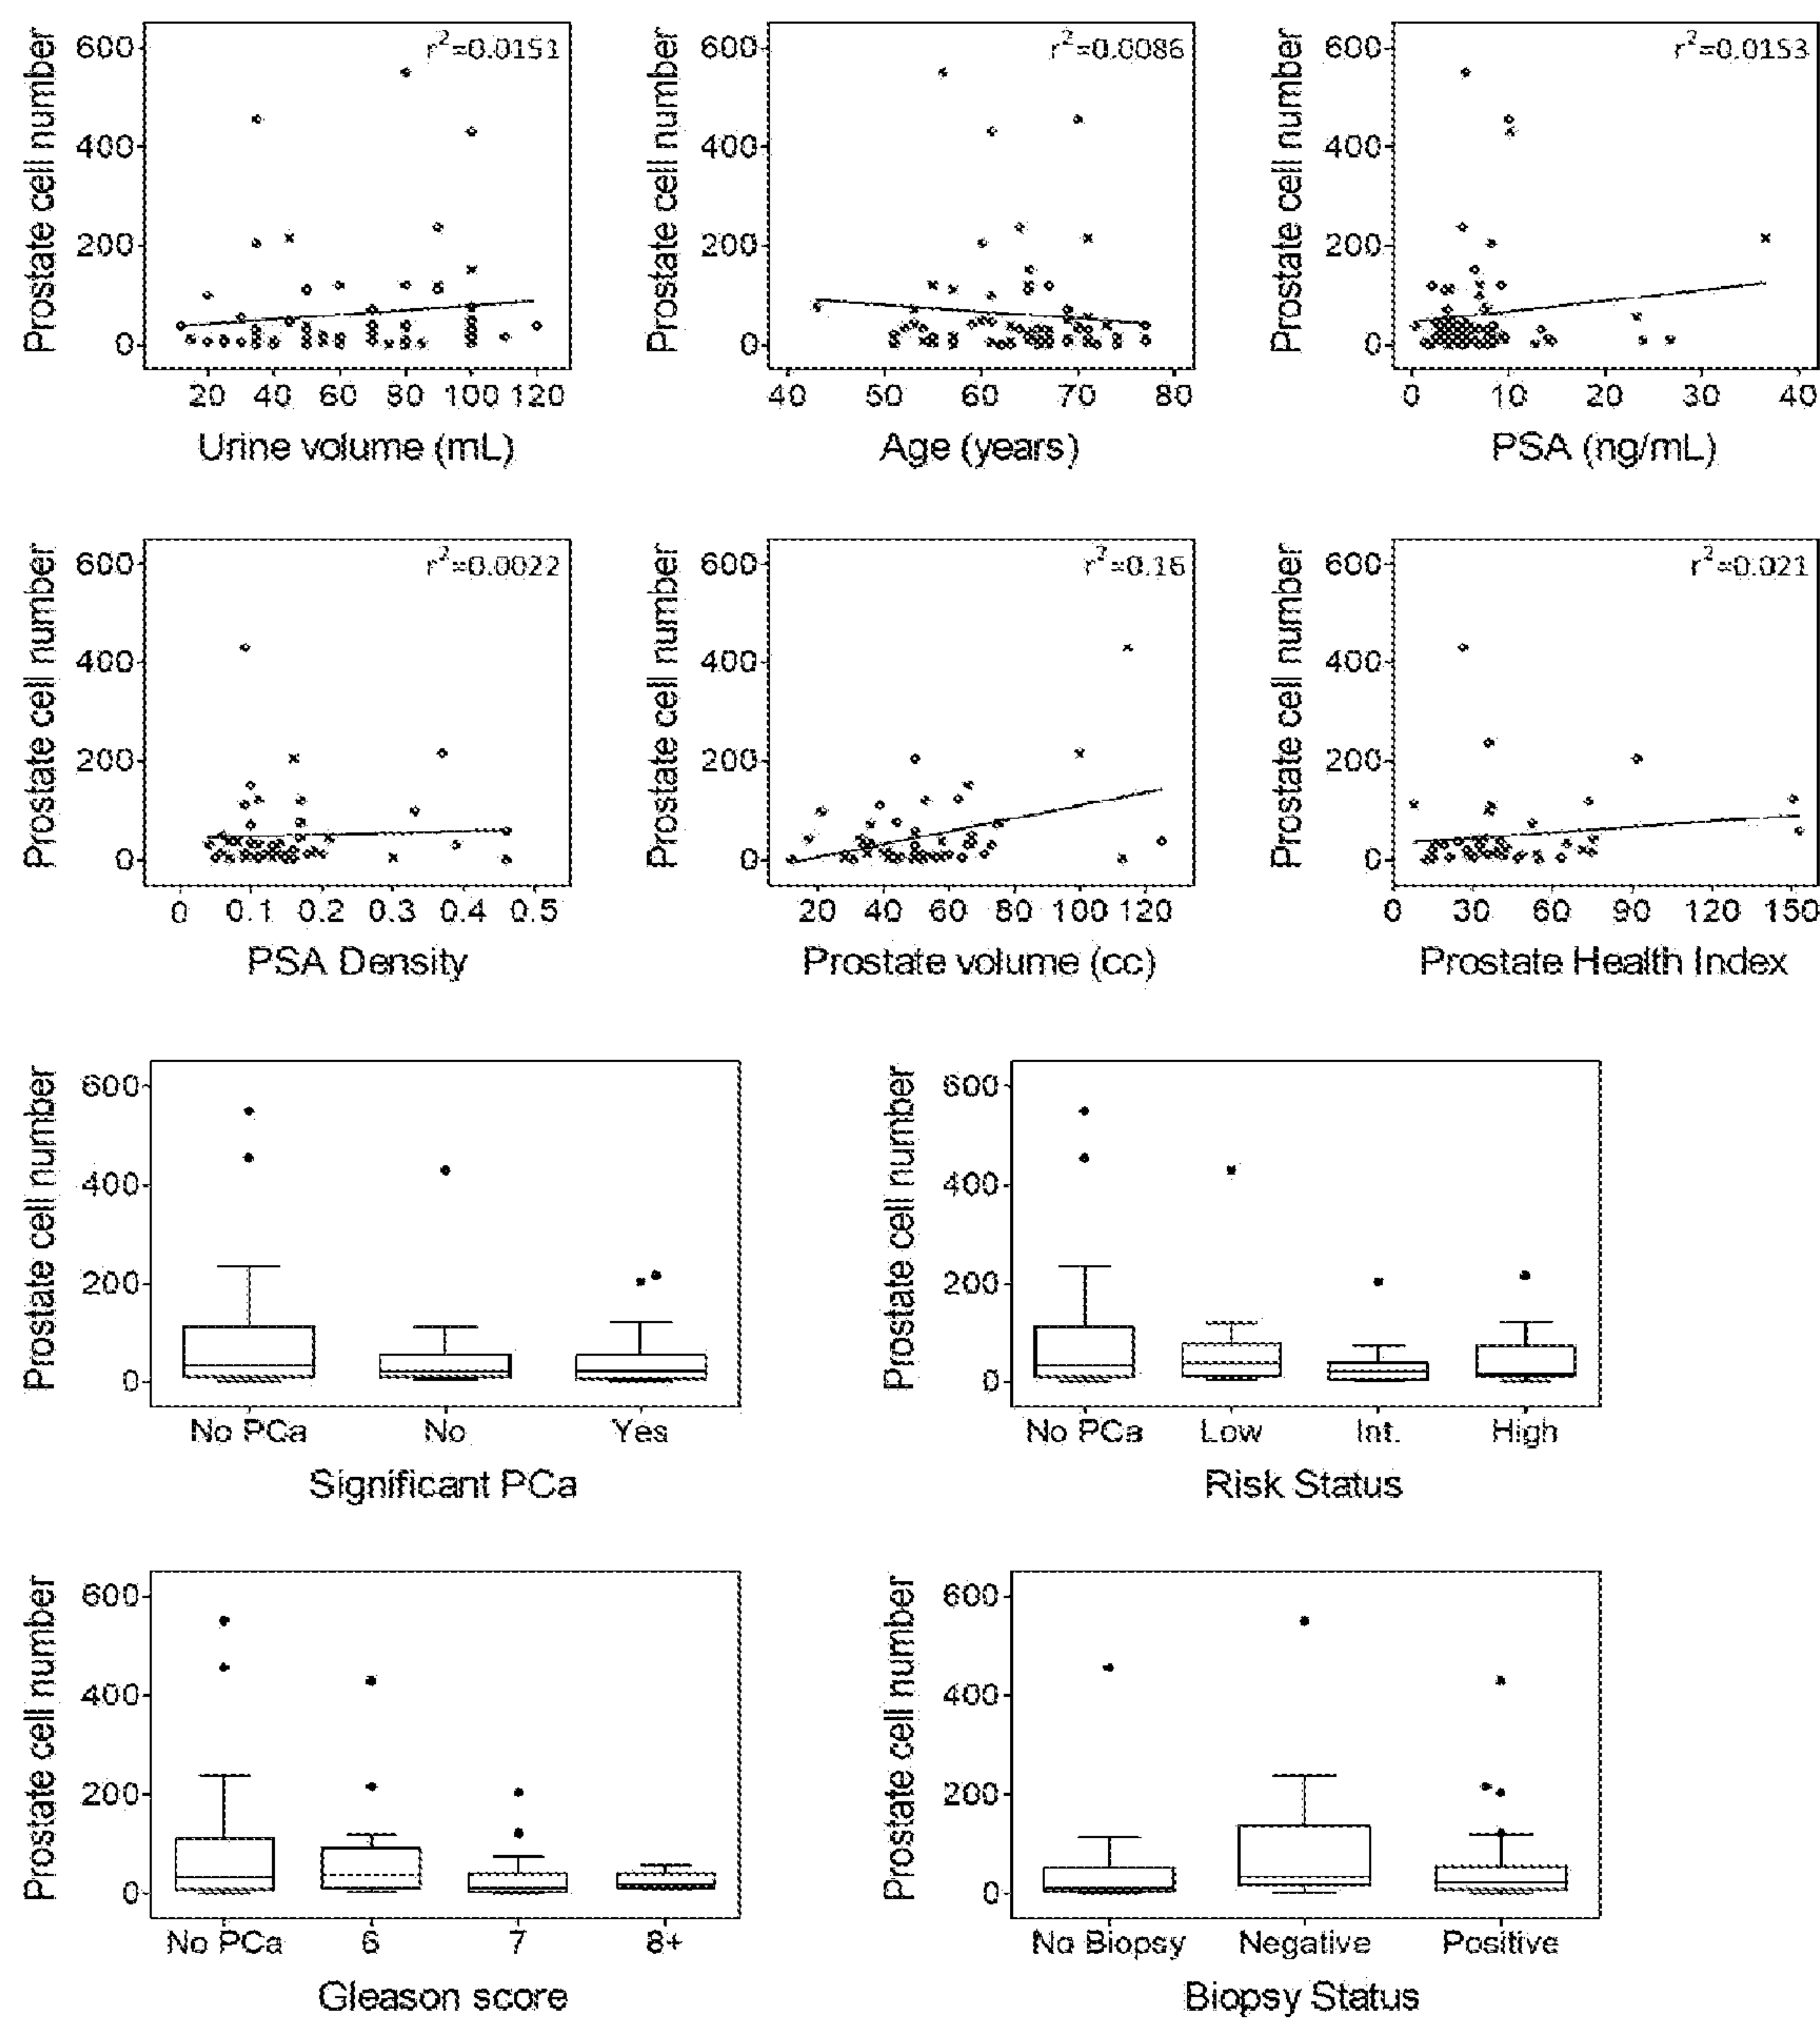 Prostate cell number
600
400
200
0
r²=0.0151
20 40 60 80 100 120
Urine volume (mL)
Prostate cell number
600
400
200
0
r²=0.0086
40 50 60 70 80
Age (years)
Prostate cell number
600
400
200
0
r²=0.0153
0 10 20 30 40
PSA (ng/mL)
Prostate cell number
600
400
200
0
r²=0.0022
0 0.1 0.2 0.3 0.4 0.5
PSA Density
Prostate cell number
600
400
200
0
r²=0.16
20 40 60 80 100 120
Prostate volume (cc)
Prostate cell number
600
400
200
0
r²=0.021
0 30 60 90 120 150
Prostate Health Index
Prostate cell number
600
400
200
0
No PCa No Yes
Significant PCa
Prostate cell number
600
400
200
0
No PCa Low Int. High
Risk Status
Prostate cell number
600
400
200
0
No PCa 6 7 8+
Gleason score
Prostate cell number
600
400
200
0
No Biopsy Negative Positive
Biopsy Status